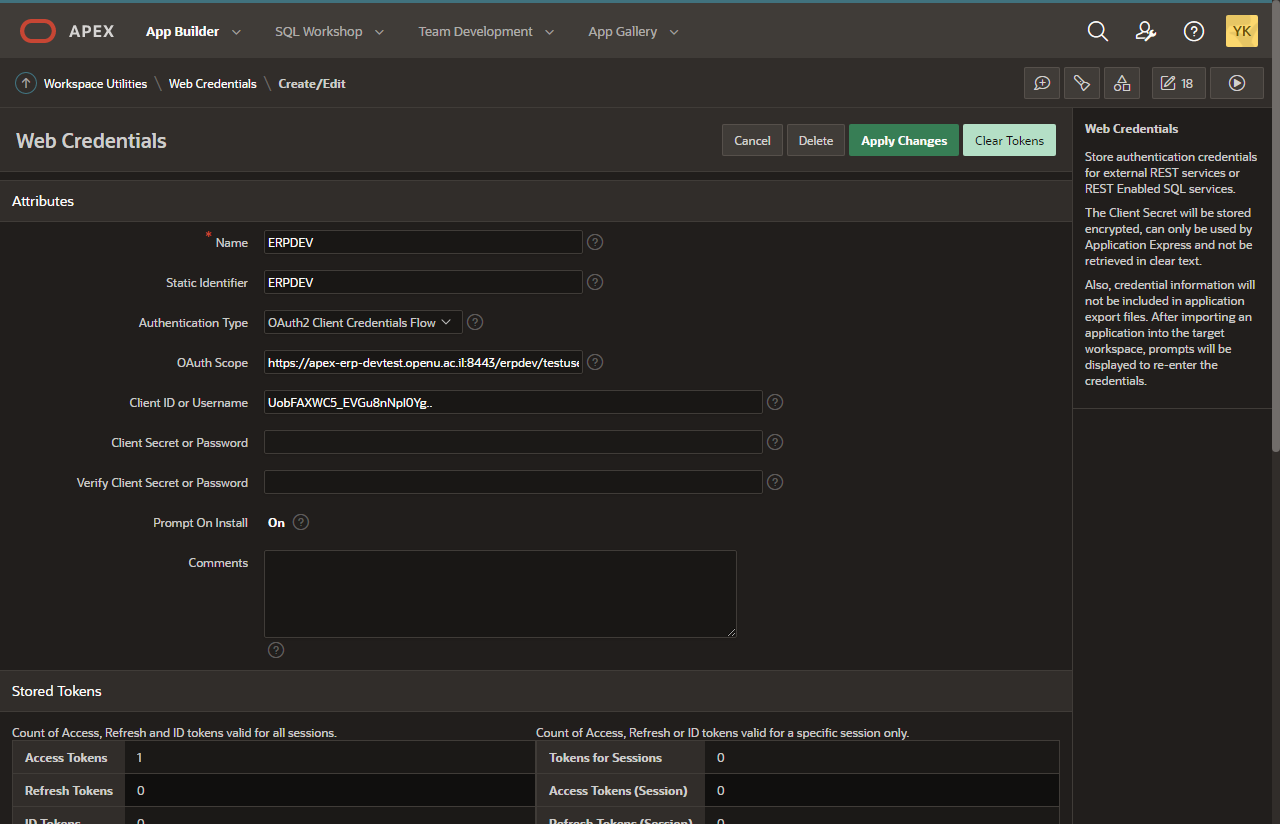 APEX App Builder SQL Workshop Team Development App Gallery YK
Workspace Utilities \ Web Credentials \ Create/Edit 18
Web Credentials Cancel Delete Apply Changes Clear Tokens
Attributes
* Name ERPDEV ?
Static Identifier ERPDEV ?
Authentication Type OAuth2 Client Credentials Flow ?
OAuth Scope https://apex-erp-devtest.openu.ac.il:8443/erpdev/testuse ?
Client ID or Username UobFAXWC5_EVGu8nNpl0Yg.. ?
Client Secret or Password ?
Verify Client Secret or Password ?
Prompt On Install On ?
Comments
?
Stored Tokens
Count of Access, Refresh and ID tokens valid for all sessions.
Access Tokens 1
Refresh Tokens 0
ID Tokens 0
Count of Access, Refresh or ID tokens valid for a specific session only.
Tokens for Sessions 0
Access Tokens (Session) 0
Refresh Tokens (Session) 0
Web Credentials
Store authentication credentials
for external REST services or
REST Enabled SQL services.
The Client Secret will be stored
encrypted, can only be used by
Application Express and not be
retrieved in clear text.
Also, credential information will
not be included in application
export files. After importing an
application into the target
workspace, prompts will be
displayed to re-enter the
credentials.